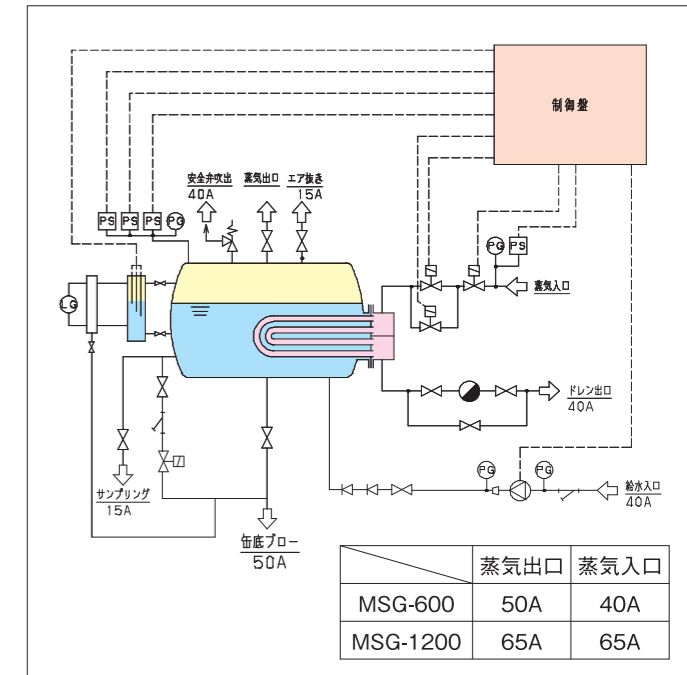 制御盤
安全弁吹出
40A
蒸気出口
エア抜き
15A
PS
PS
PS
PG
PG
PS
LG
蒸気入口
ドレン出口
40A
PG
PG
給水入口
40A
サンプリング
15A
缶底ブロー
50A
蒸気出口 蒸気入口
MSG-600 50A 40A
MSG-1200 65A 65A